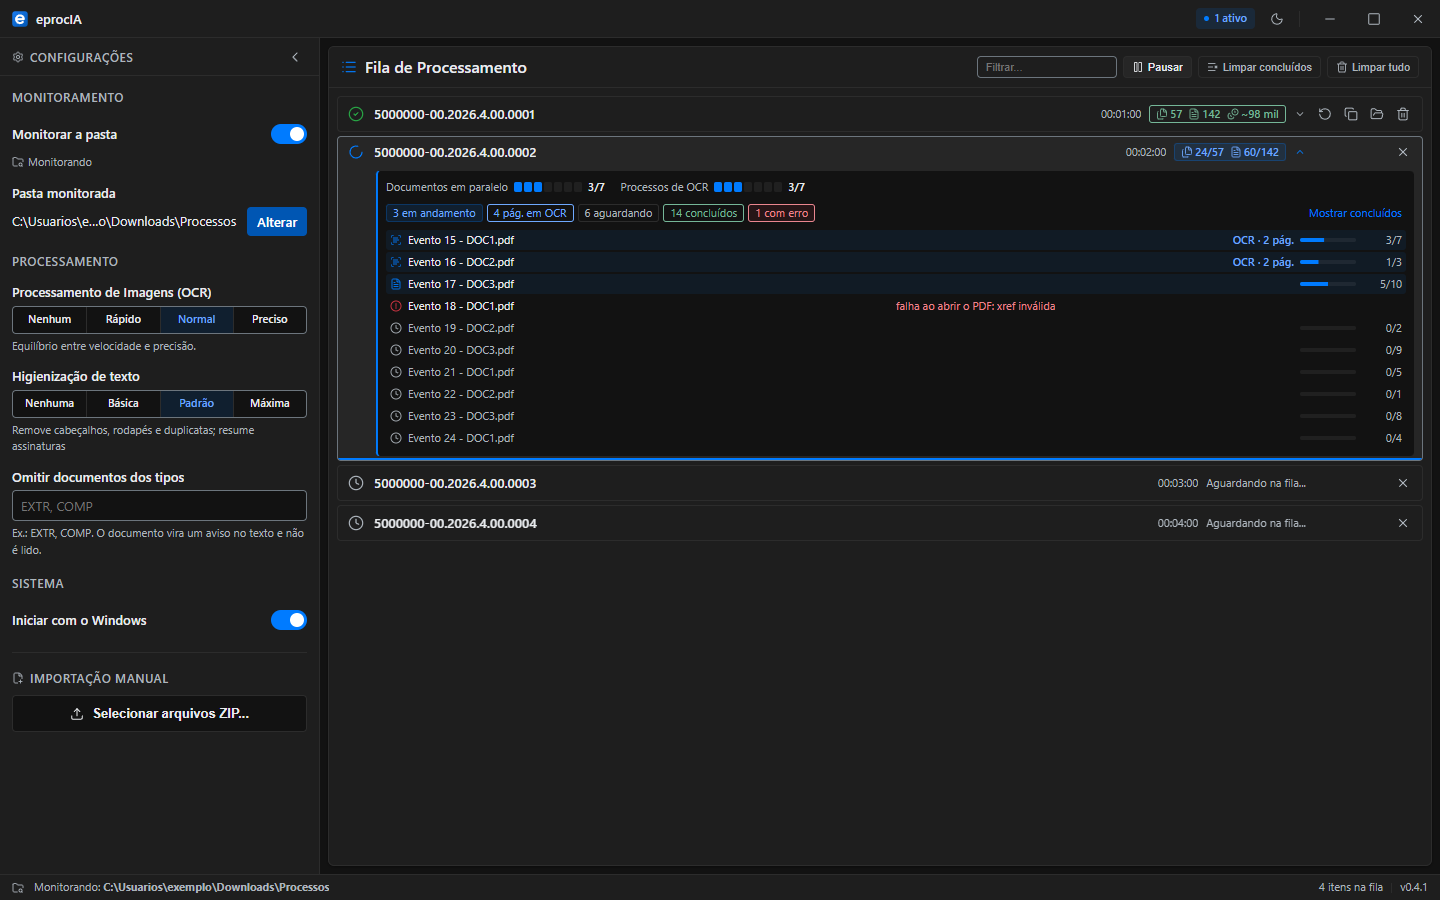 eprocIA
1 ativo
CONFIGURAÇÕES
MONITORAMENTO
Monitorar a pasta
Monitorando
Pasta monitorada
C:\Usuarios\e...o\Downloads\Processos
Alterar
PROCESSAMENTO
Processamento de Imagens (OCR)
Nenhum Rápido Normal Preciso
Equilíbrio entre velocidade e precisão.
Higienização de texto
Nenhuma Básica Padrão Máxima
Remove cabeçalhos, rodapés e duplicatas; resume
assinaturas
Omitir documentos dos tipos
EXTR, COMP
Ex.: EXTR, COMP. O documento vira um aviso no texto e não
é lido.
SISTEMA
Iniciar com o Windows
IMPORTAÇÃO MANUAL
Selecionar arquivos ZIP...
Fila de Processamento
Filtrar... Pausar Limpar concluídos Limpar tudo
5000000-00.2026.4.00.0001 00:01:00 57 142 ~98 mil
5000000-00.2026.4.00.0002 00:02:00 24/57 60/142
Documentos em paralelo 3/7 Processos de OCR 3/7
3 em andamento 4 pág. em OCR 6 aguardando 14 concluídos 1 com erro Mostrar concluídos
Evento 15 - DOC1.pdf OCR · 2 pág. 3/7
Evento 16 - DOC2.pdf OCR · 2 pág. 1/3
Evento 17 - DOC3.pdf 5/10
Evento 18 - DOC1.pdf falha ao abrir o PDF: xref inválida
Evento 19 - DOC2.pdf 0/2
Evento 20 - DOC3.pdf 0/9
Evento 21 - DOC1.pdf 0/5
Evento 22 - DOC2.pdf 0/1
Evento 23 - DOC3.pdf 0/8
Evento 24 - DOC1.pdf 0/4
5000000-00.2026.4.00.0003 00:03:00 Aguardando na fila...
5000000-00.2026.4.00.0004 00:04:00 Aguardando na fila...
Monitorando: C:\Usuarios\exemplo\Downloads\Processos
4 itens na fila v0.4.1